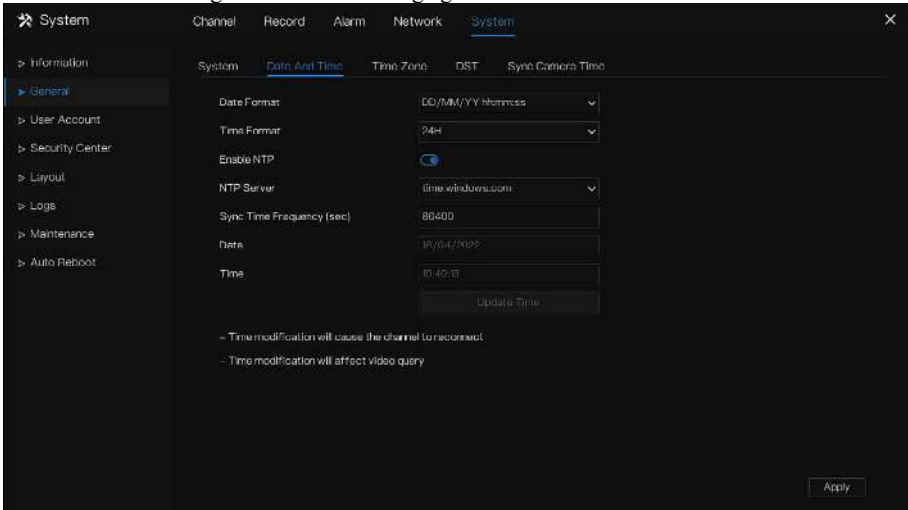 System Channel Record Alarm Network System
Information
General
User Account
Security Center
Layout
Logs
Maintenance
Auto Reboot
System Date And Time Time Zone DST Sync Camera Time
Date Format DD/MM/YY hh:mm:ss
Time Format 24H
Enable NTP
NTP Server time.windows.com
Sync Time Frequency (sec) 86400
Date 18/04/2022
Time 10:40:13
Update Time
- Time modification will cause the channel to reconnect
- Time modification will affect video query
Apply